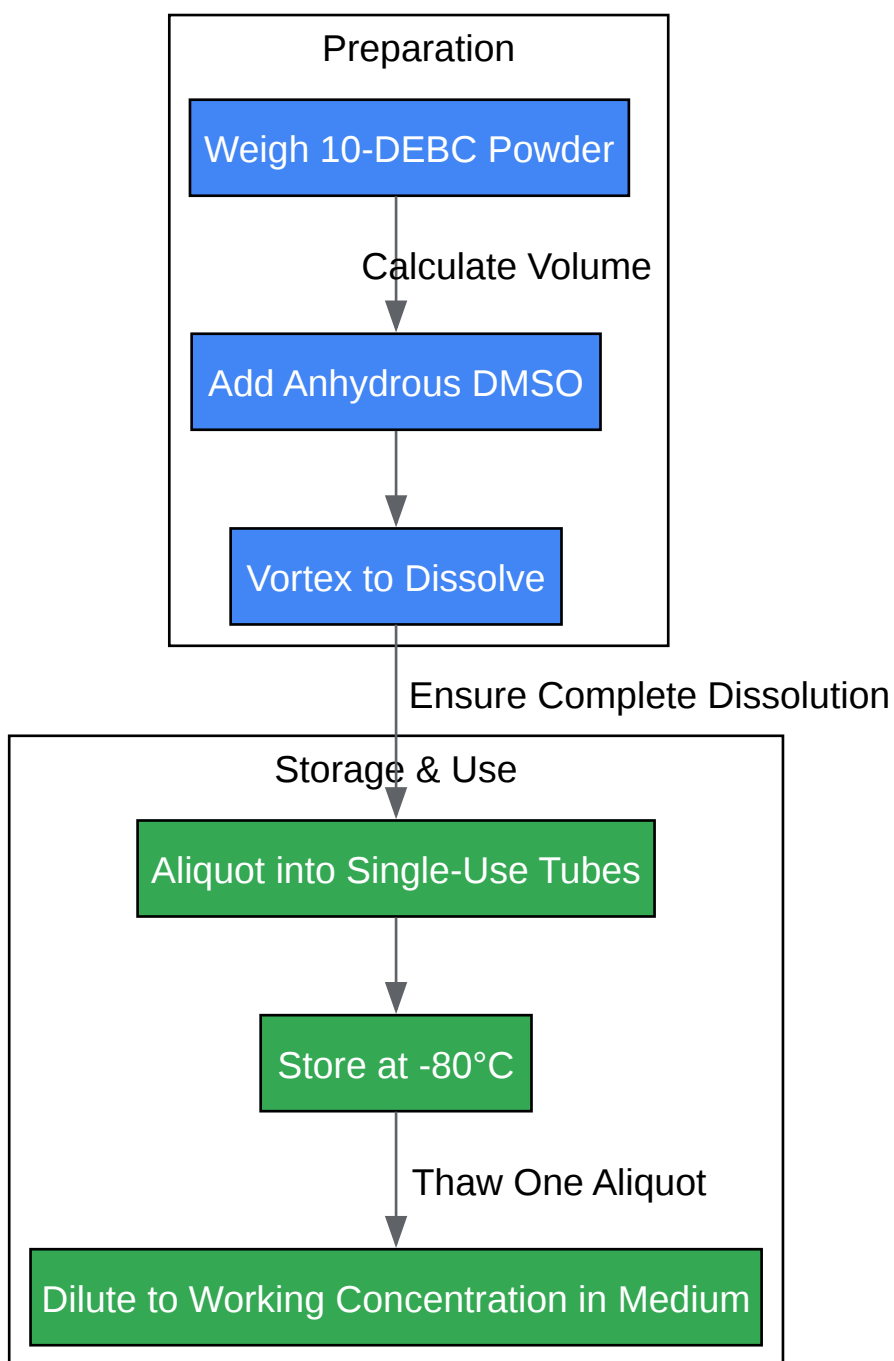 Preparation
Weigh 10-DEBC Powder
Calculate Volume
Add Anhydrous DMSO
Vortex to Dissolve
Ensure Complete Dissolution
Storage & Use
Aliquot into Single-Use Tubes
Store at -80°C
Thaw One Aliquot
Dilute to Working Concentration in Medium